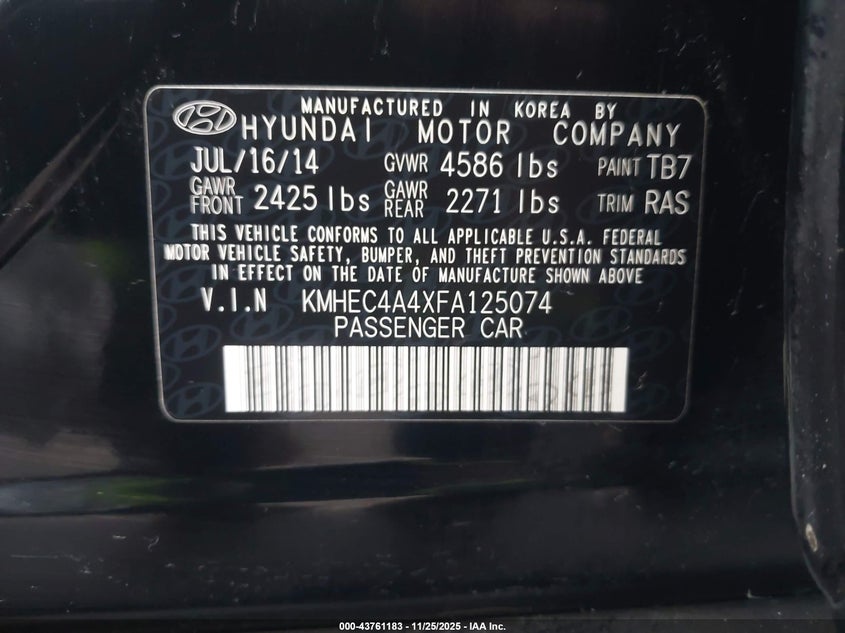 MANUFACTURED IN KOREA BY
HYUNDAI MOTOR COMPANY
JUL/16/14 GVWR 4586 lbs PAINT TB7
GAWR FRONT 2425 lbs GAWR REAR 2271 lbs TRIM RAS
THIS VEHICLE CONFORMS TO ALL APPLICABLE U.S.A. FEDERAL
MOTOR VEHICLE SAFETY, BUMPER, AND THEFT PREVENTION STANDARDS
IN EFFECT ON THE DATE OF MANUFACTURE SHOWN ABOVE
V.I.N KMHEC4A4XFA125074
PASSENGER CAR
000-43761183 - 11/25/2025 - IAA Inc.